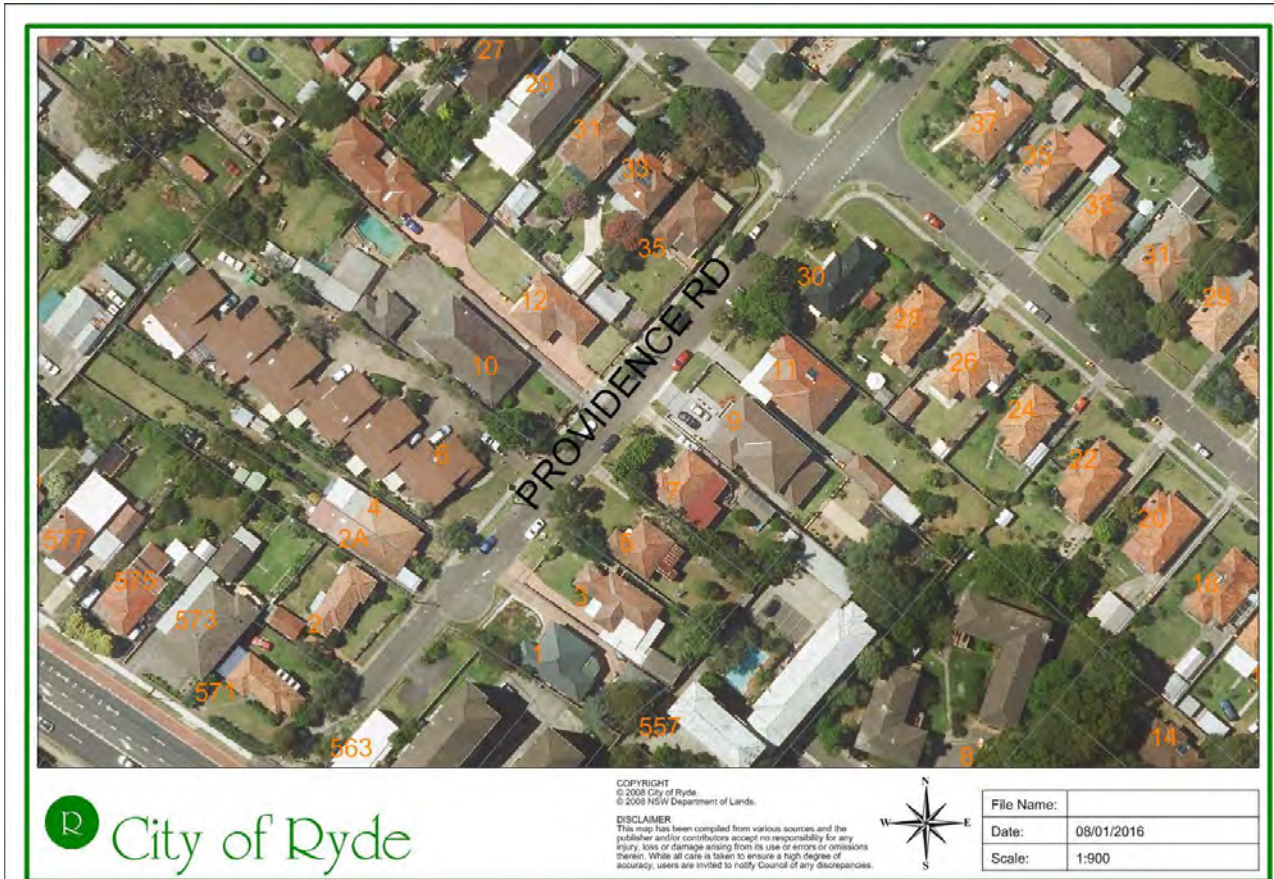 27
29
31
37
33
35
33
35
31
30
29
12
PROVIDENCE RD
28
10
11
26
9
24
6
22
7
4
20
577
2A
5
575
3
18
573
2
1
571
557
14
563
8
R City of Ryde
COPYRIGHT
© 2008 City of Ryde.
© 2008 NSW Department of Lands.
DISCLAIMER
This map has been compiled from various sources and the
publisher and/or contributors accept no responsibility for any
injury, loss or damage arising from its use or errors or omissions
therein. While all care is taken to ensure a high degree of
accuracy, users are invited to notify Council of any discrepancies.
N
W E
S
File Name:
Date: 08/01/2016
Scale: 1:900